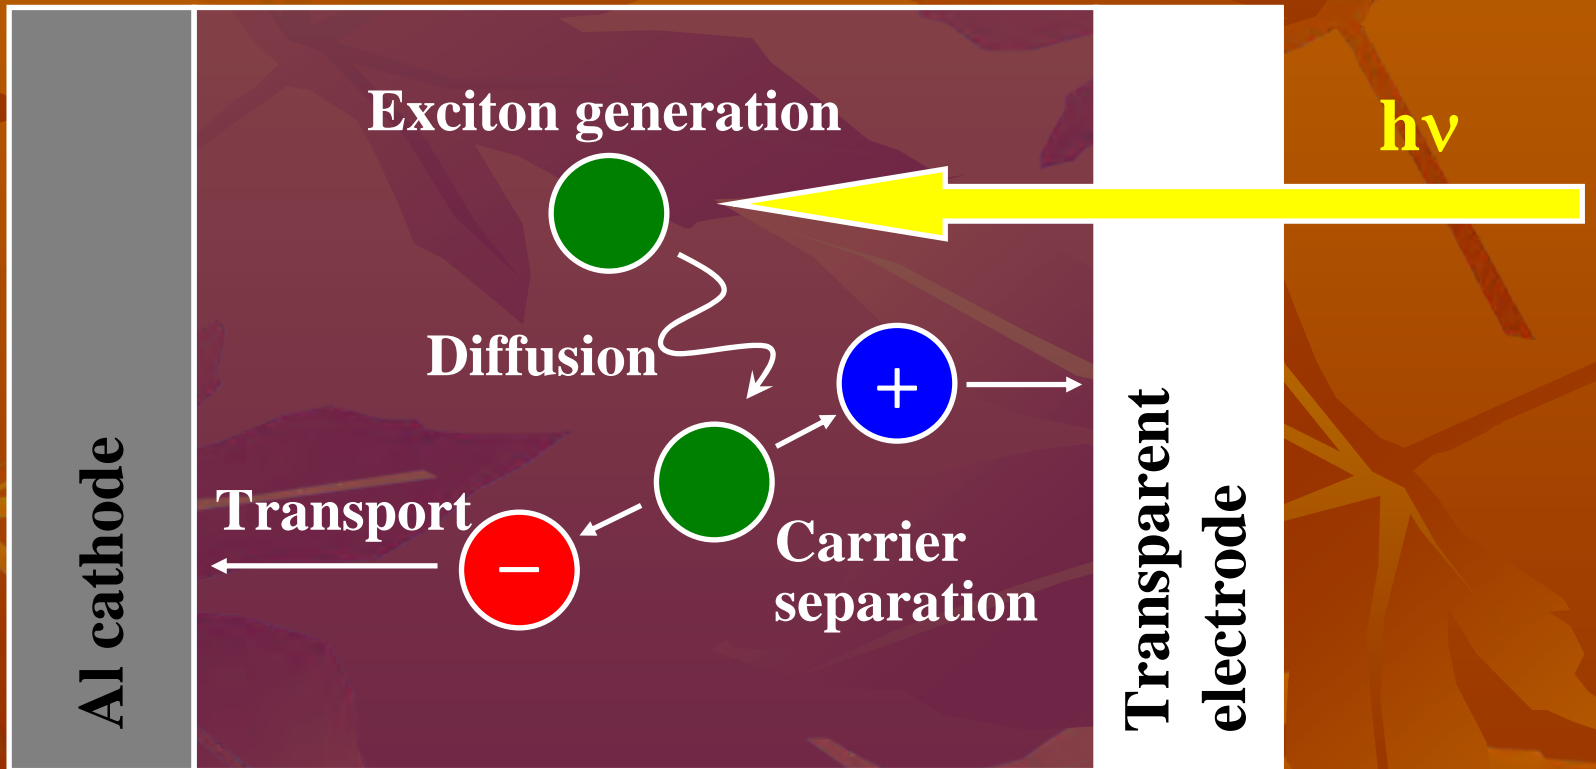 Exciton generation
hν
Diffusion
+
Transport
−
Carrier
separation
Al cathode
Transparent
electrode